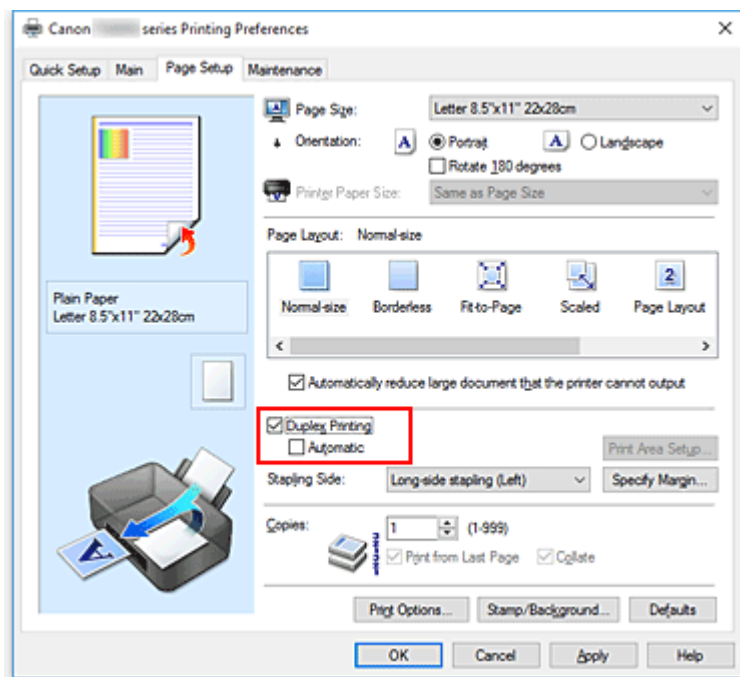 Canon series Printing Preferences
Quick Setup Main Page Setup Maintenance
Page Size: Letter 8.5"x11" 22x28cm
Orientation: A Portrait A Landscape
Rotate 180 degrees
Printer Paper Size: Same as Page Size
Page Layout: Normal-size
2
Normal-size Borderless Fit-to-Page Scaled Page Layout
Plain Paper
Letter 8.5"x11" 22x28cm
Automatically reduce large document that the printer cannot output
Duplex Printing
Automatic
Print Area Setup...
Stapling Side: Long-side stapling (Left) Specify Margin...
Copies: 1 (1-999)
Print from Last Page Collate
A
Print Options... Stamp/Background... Defaults
OK Cancel Apply Help